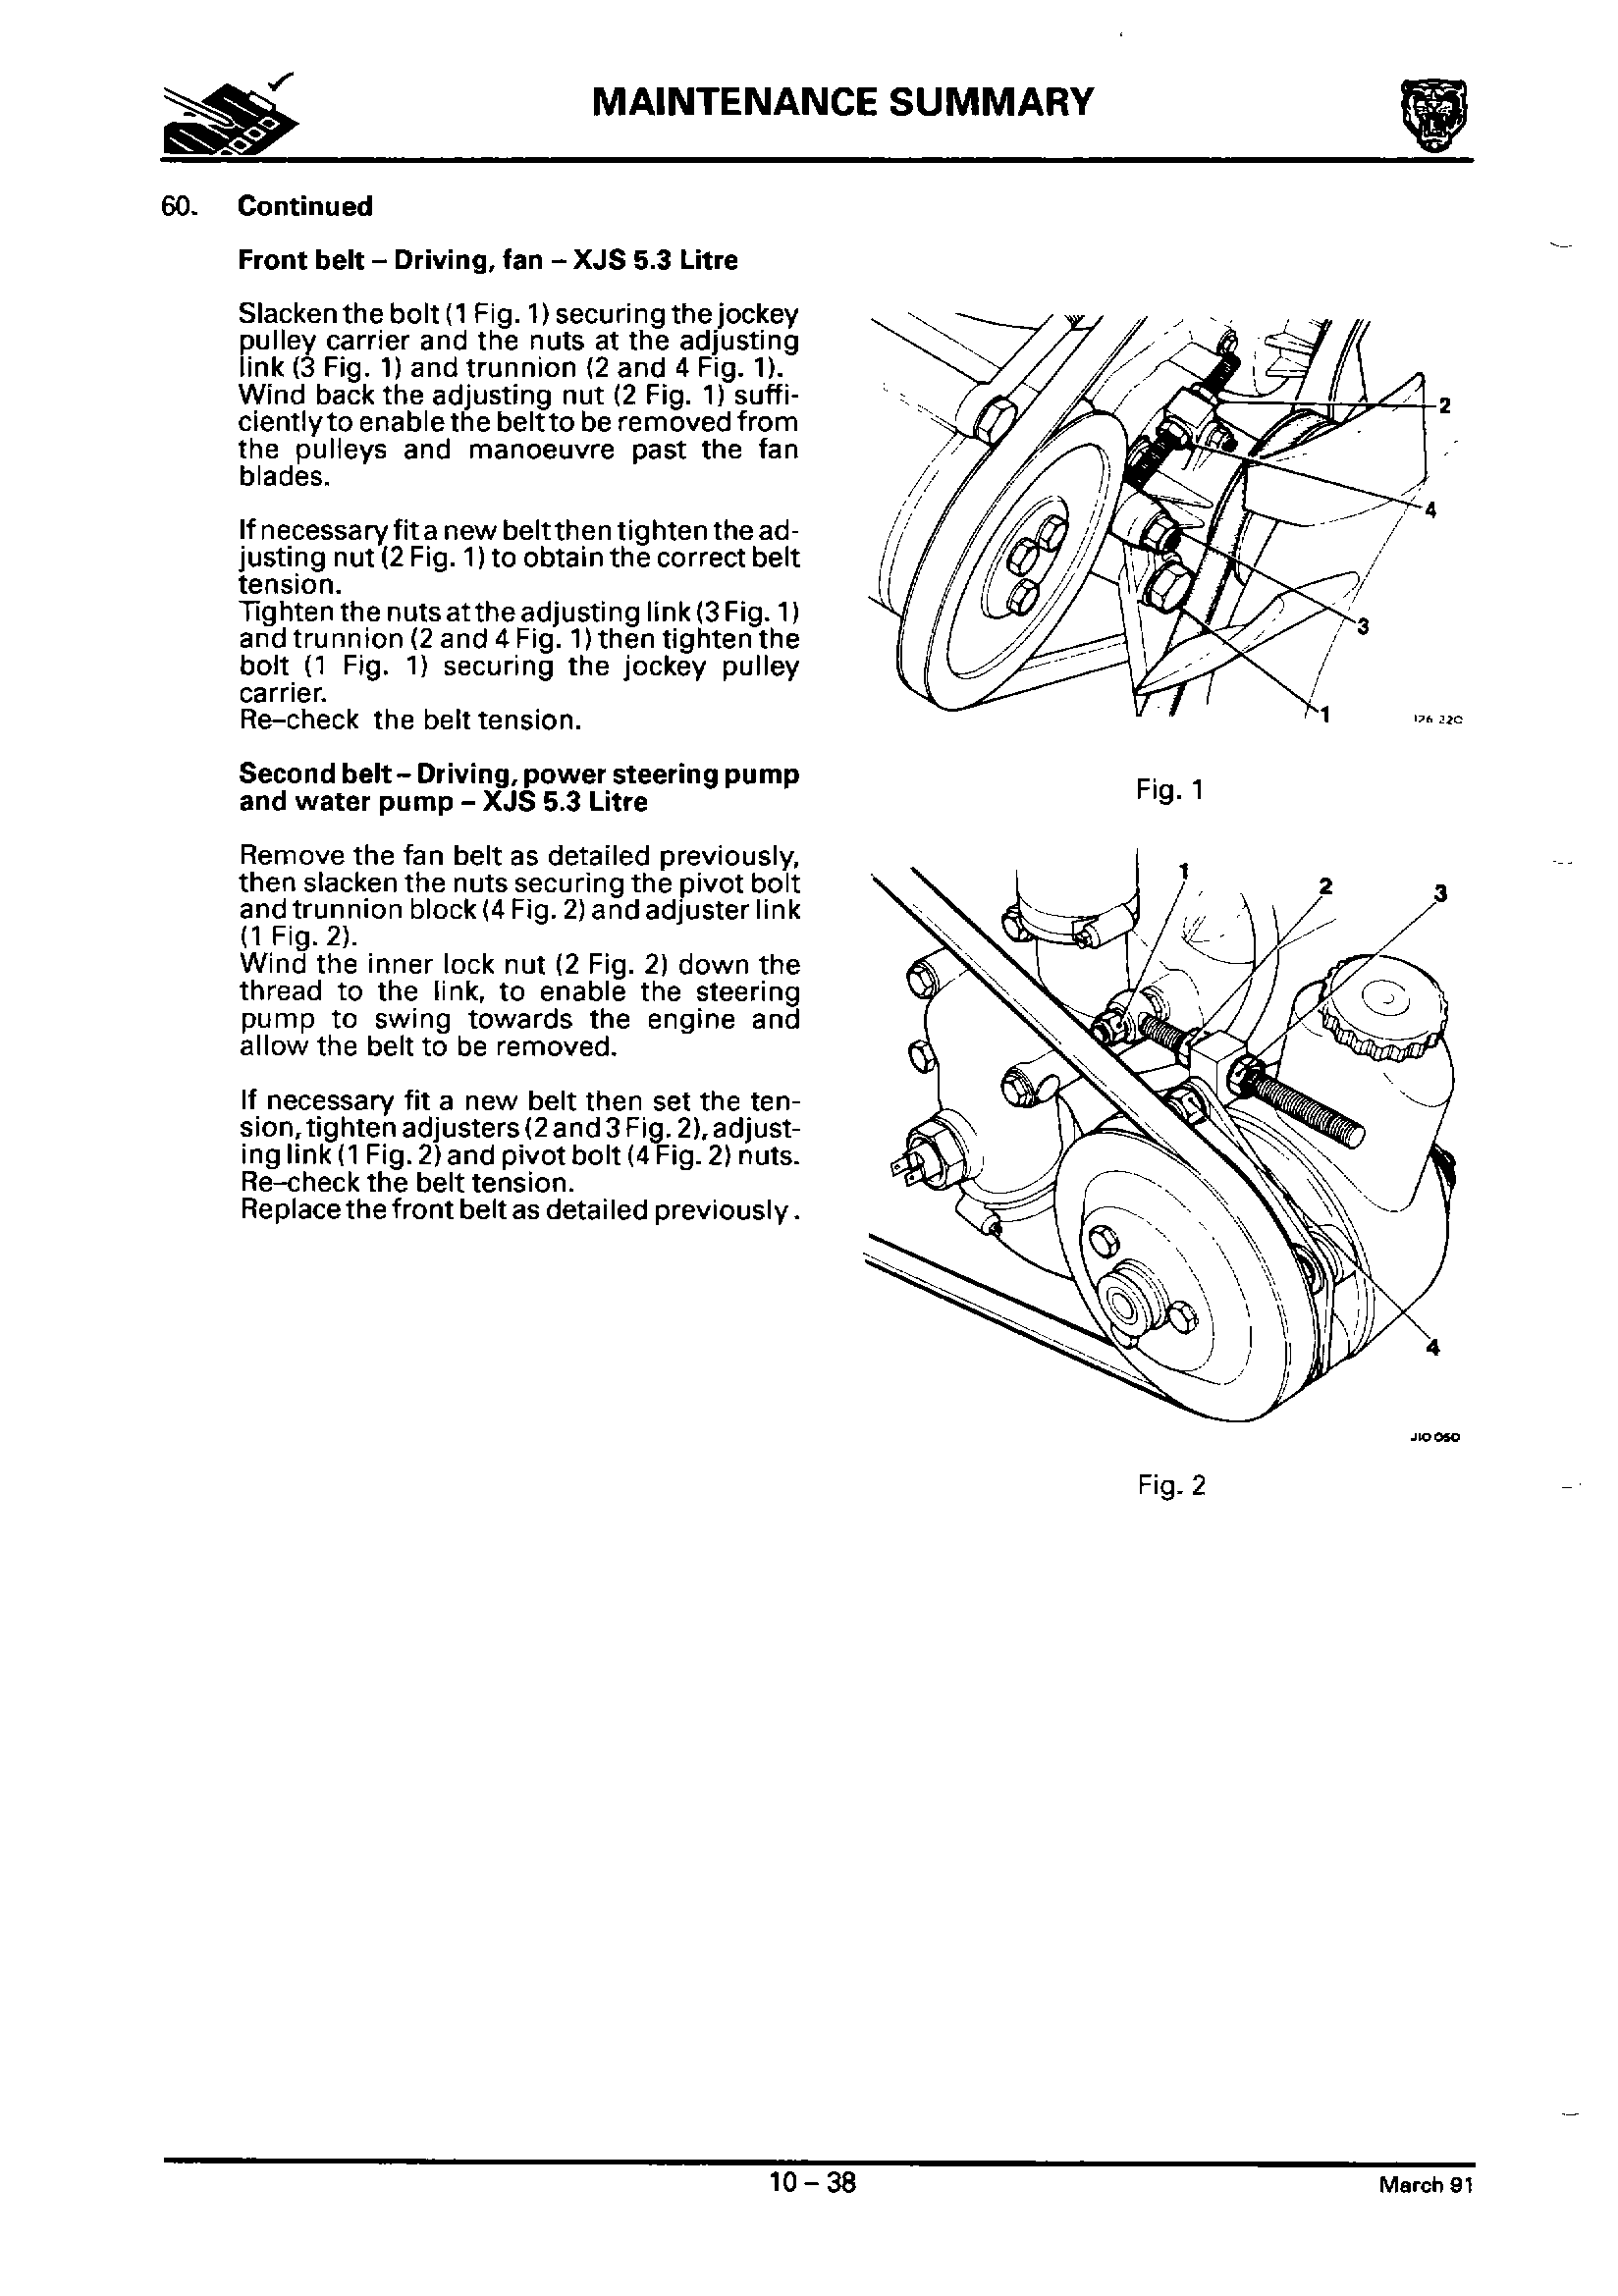 MAINTENANCE SUMMARY
60. Continued
Front belt – Driving, fan – XJS 5.3 Litre
Slacken the bolt (1 Fig. 1) securing the jockey
pulley carrier and the nuts at the adjusting
link (3 Fig. 1) and trunnion (2 and 4 Fig. 1).
Wind back the adjusting nut (2 Fig. 1) suffi-
ciently to enable the belt to be removed from
the pulleys and manoeuvre past the fan
blades.
If necessary fit a new belt then tighten the ad-
justing nut (2 Fig. 1) to obtain the correct belt
tension.
Tighten the nuts at the adjusting link (3 Fig. 1)
and trunnion (2 and 4 Fig. 1) then tighten the
bolt (1 Fig. 1) securing the jockey pulley
carrier.
Re–check the belt tension.
Second belt – Driving, power steering pump
and water pump – XJS 5.3 Litre
Remove the fan belt as detailed previously,
then slacken the nuts securing the pivot bolt
and trunnion block (4 Fig. 2) and adjuster link
(1 Fig. 2).
Wind the inner lock nut (2 Fig. 2) down the
thread to the link, to enable the steering
pump to swing towards the engine and
allow the belt to be removed.
If necessary fit a new belt then set the ten-
sion, tighten adjusters (2 and 3 Fig. 2), adjust-
ing link (1 Fig. 2) and pivot bolt (4 Fig. 2) nuts.
Re–check the belt tension.
Replace the front belt as detailed previously.
2
4
3
1
176 220
Fig. 1
1
2
3
4
J10 050
Fig. 2
10 – 38
March 91